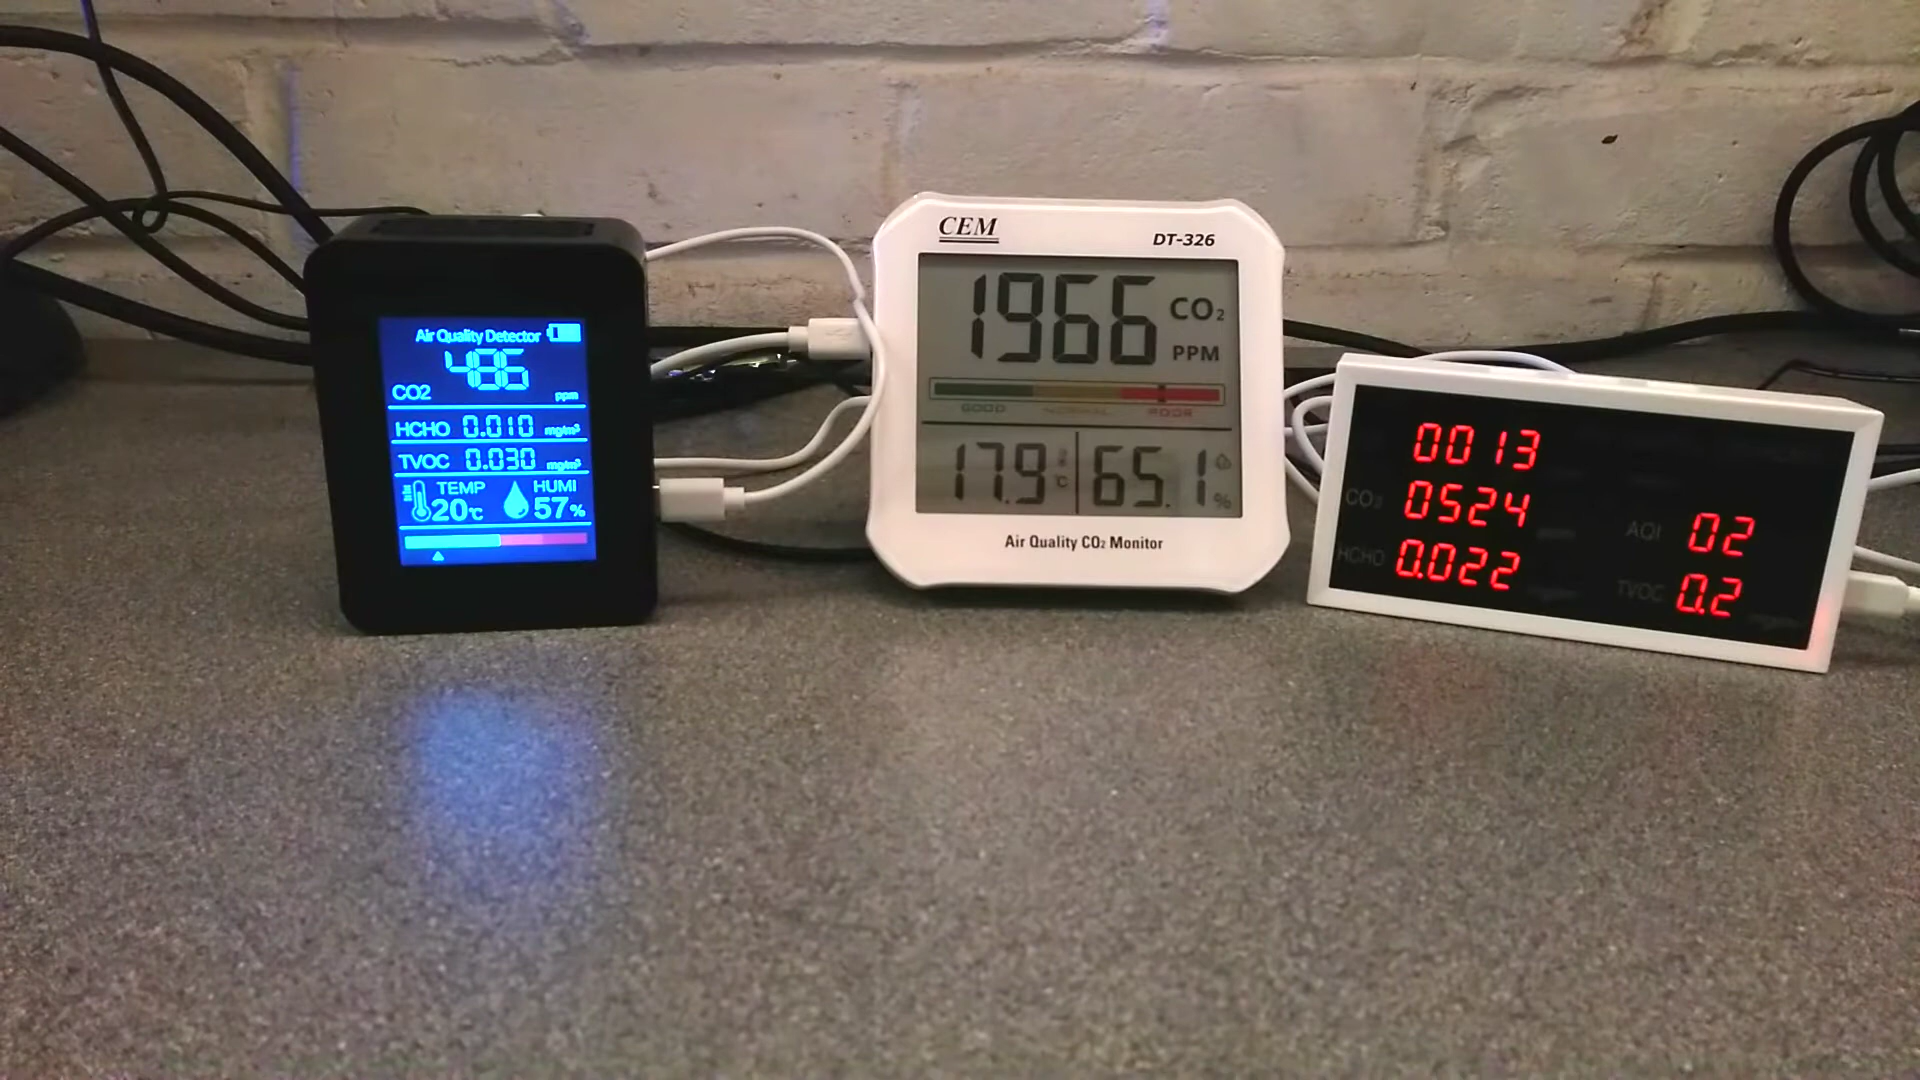 Air Quality Detector
486
CO2 ppm
HCHO 0.010 mg/m³
TVOC 0.030 mg/m³
TEMP HUMI
20℃ 57%
CEM
DT-326
1966 CO₂
PPM
GOOD NORMAL POOR
17.9 ℃ 65.1 %
Air Quality CO₂ Monitor
0013
CO₂ 0524
AQI 02
HCHO 0.022
TVOC 0.2